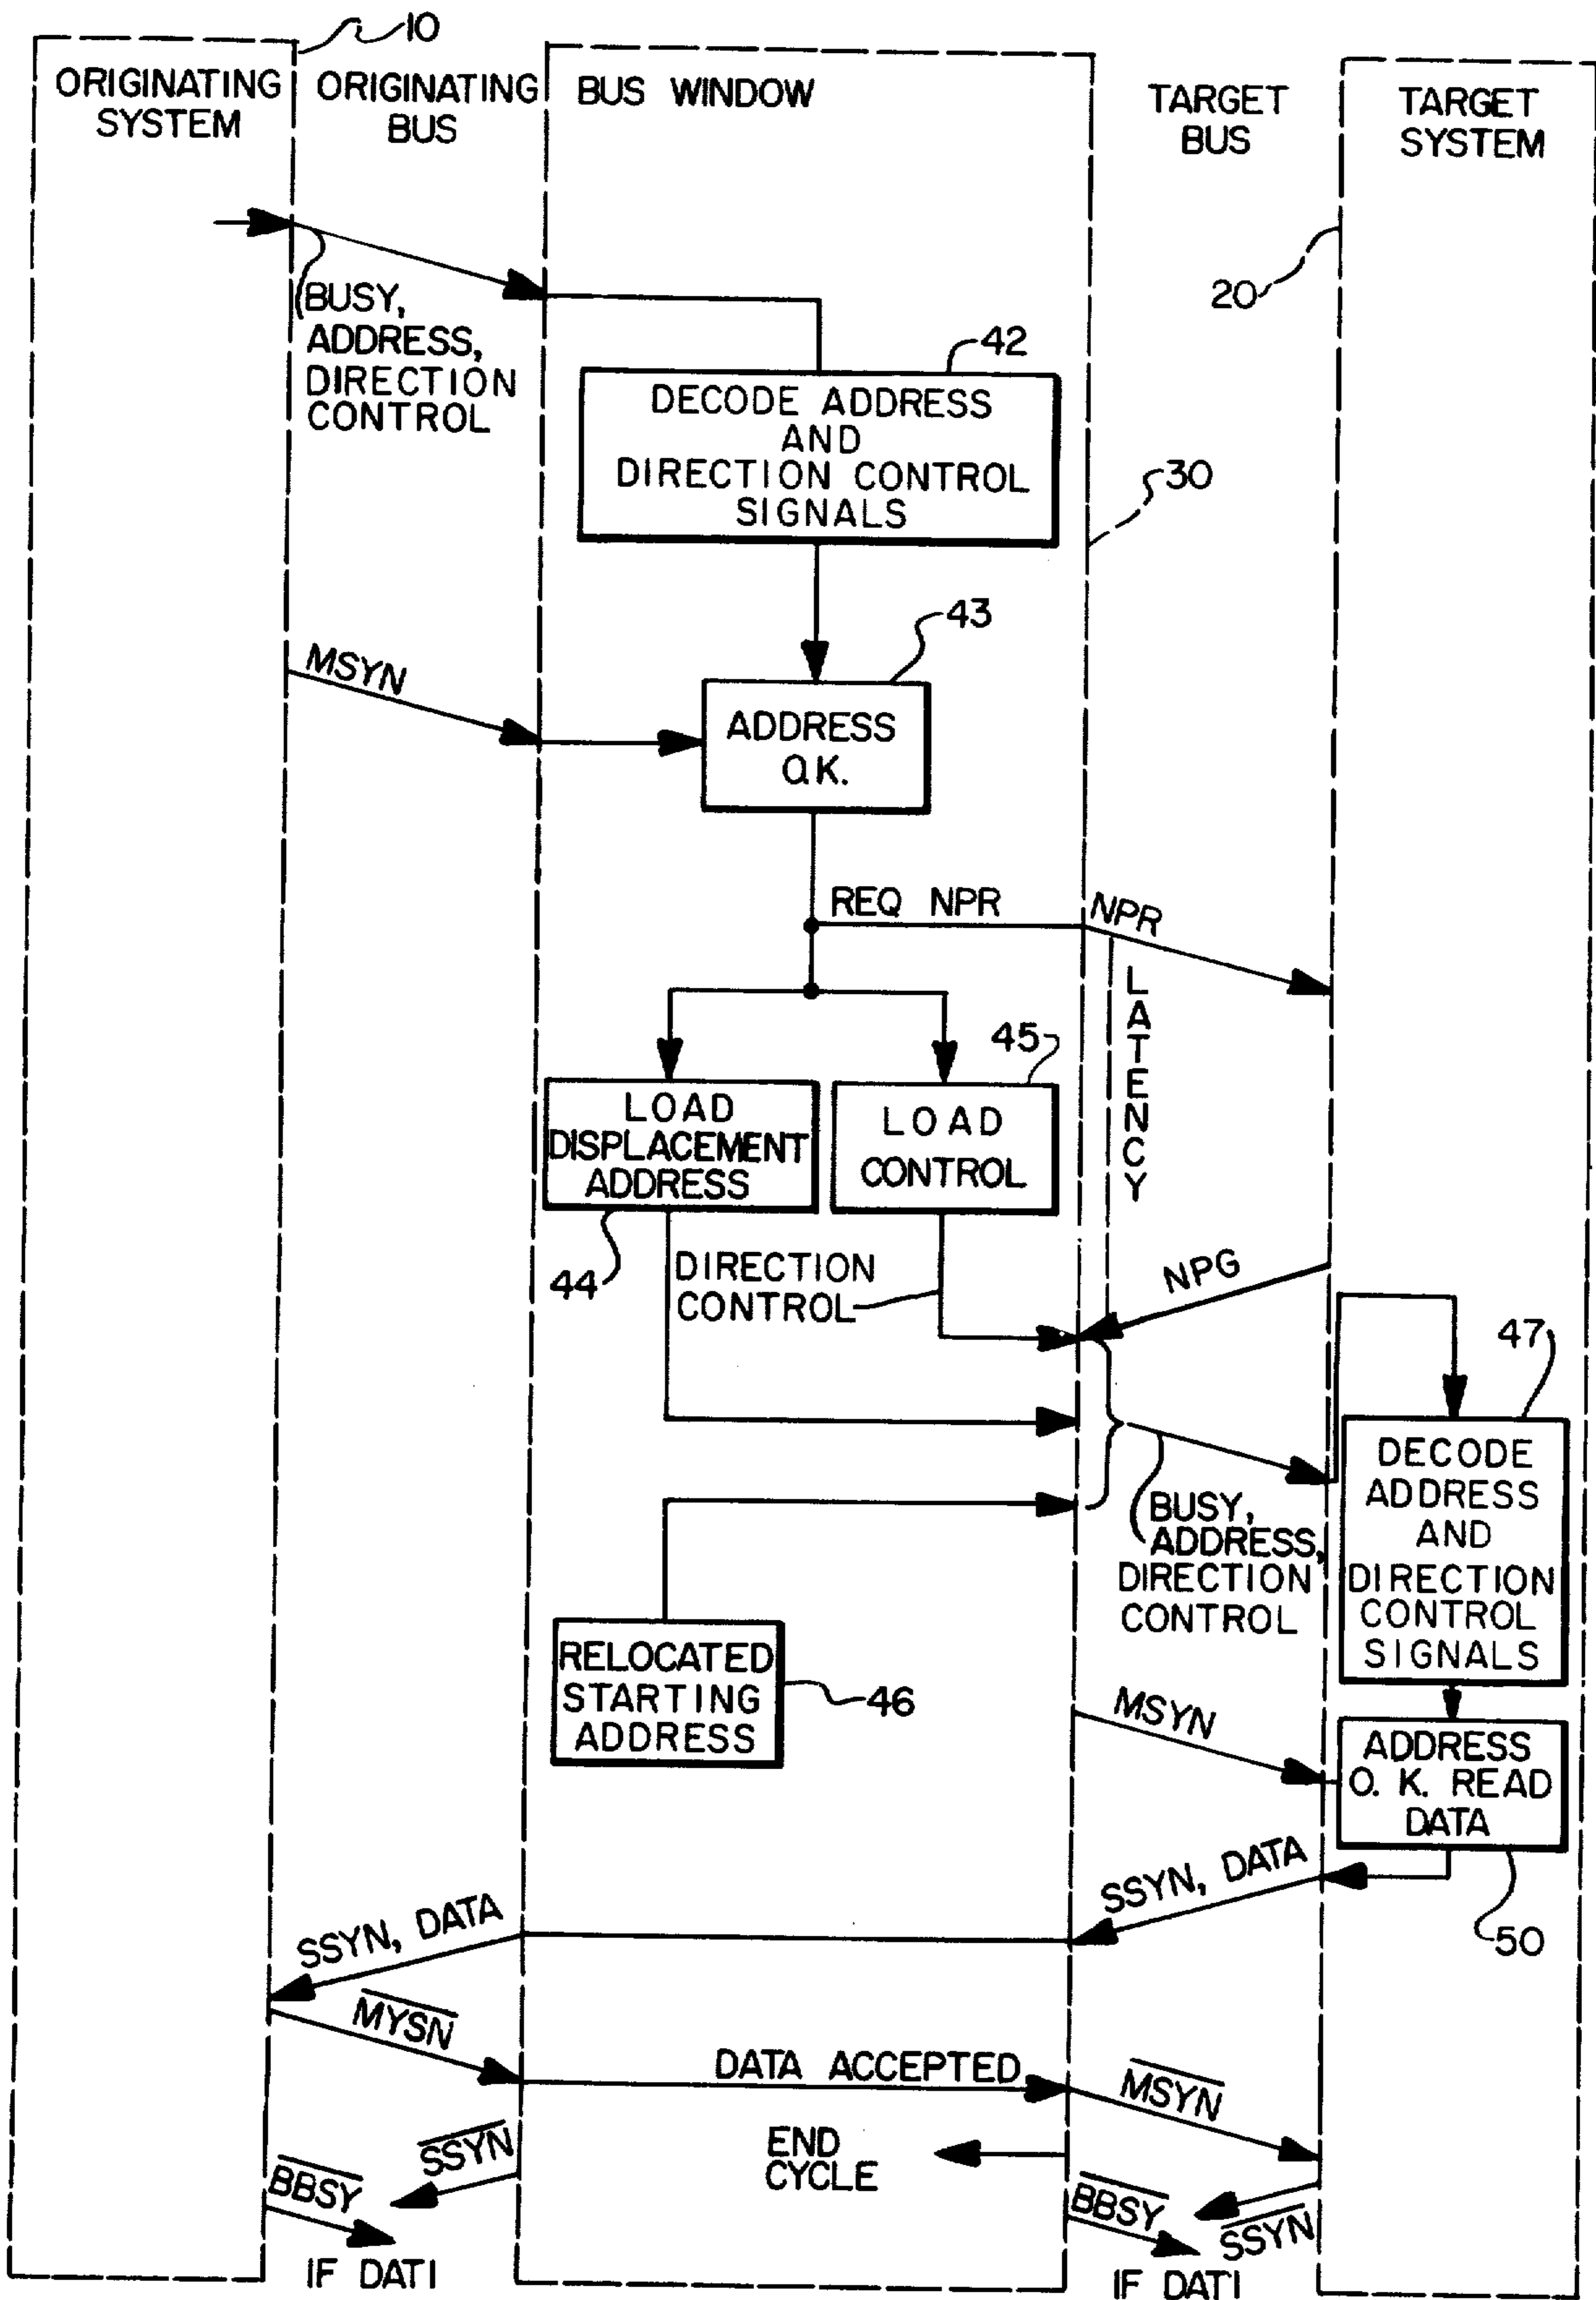 10
ORIGINATING
SYSTEM
ORIGINATING
BUS
BUS WINDOW
TARGET
BUS
TARGET
SYSTEM
20
BUSY,
ADDRESS,
DIRECTION
CONTROL
42
DECODE ADDRESS
AND
DIRECTION CONTROL
SIGNALS
30
43
MSYN
ADDRESS
O.K.
REQ NPR
NPR
LATENCY
45
LOAD
DISPLACEMENT
ADDRESS
LOAD
CONTROL
44
DIRECTION
CONTROL
NPG
47
DECODE
ADDRESS
AND
DIRECTION
CONTROL
SIGNALS
BUSY,
ADDRESS,
DIRECTION
CONTROL
RELOCATED
STARTING
ADDRESS
46
MSYN
ADDRESS
O. K. READ
DATA
50
SSYN, DATA
SSYN, DATA
MYSN
DATA ACCEPTED
MSYN
SSYN
END
CYCLE
BBSY
BBSY
SSYN
IF DATI
IF DATI